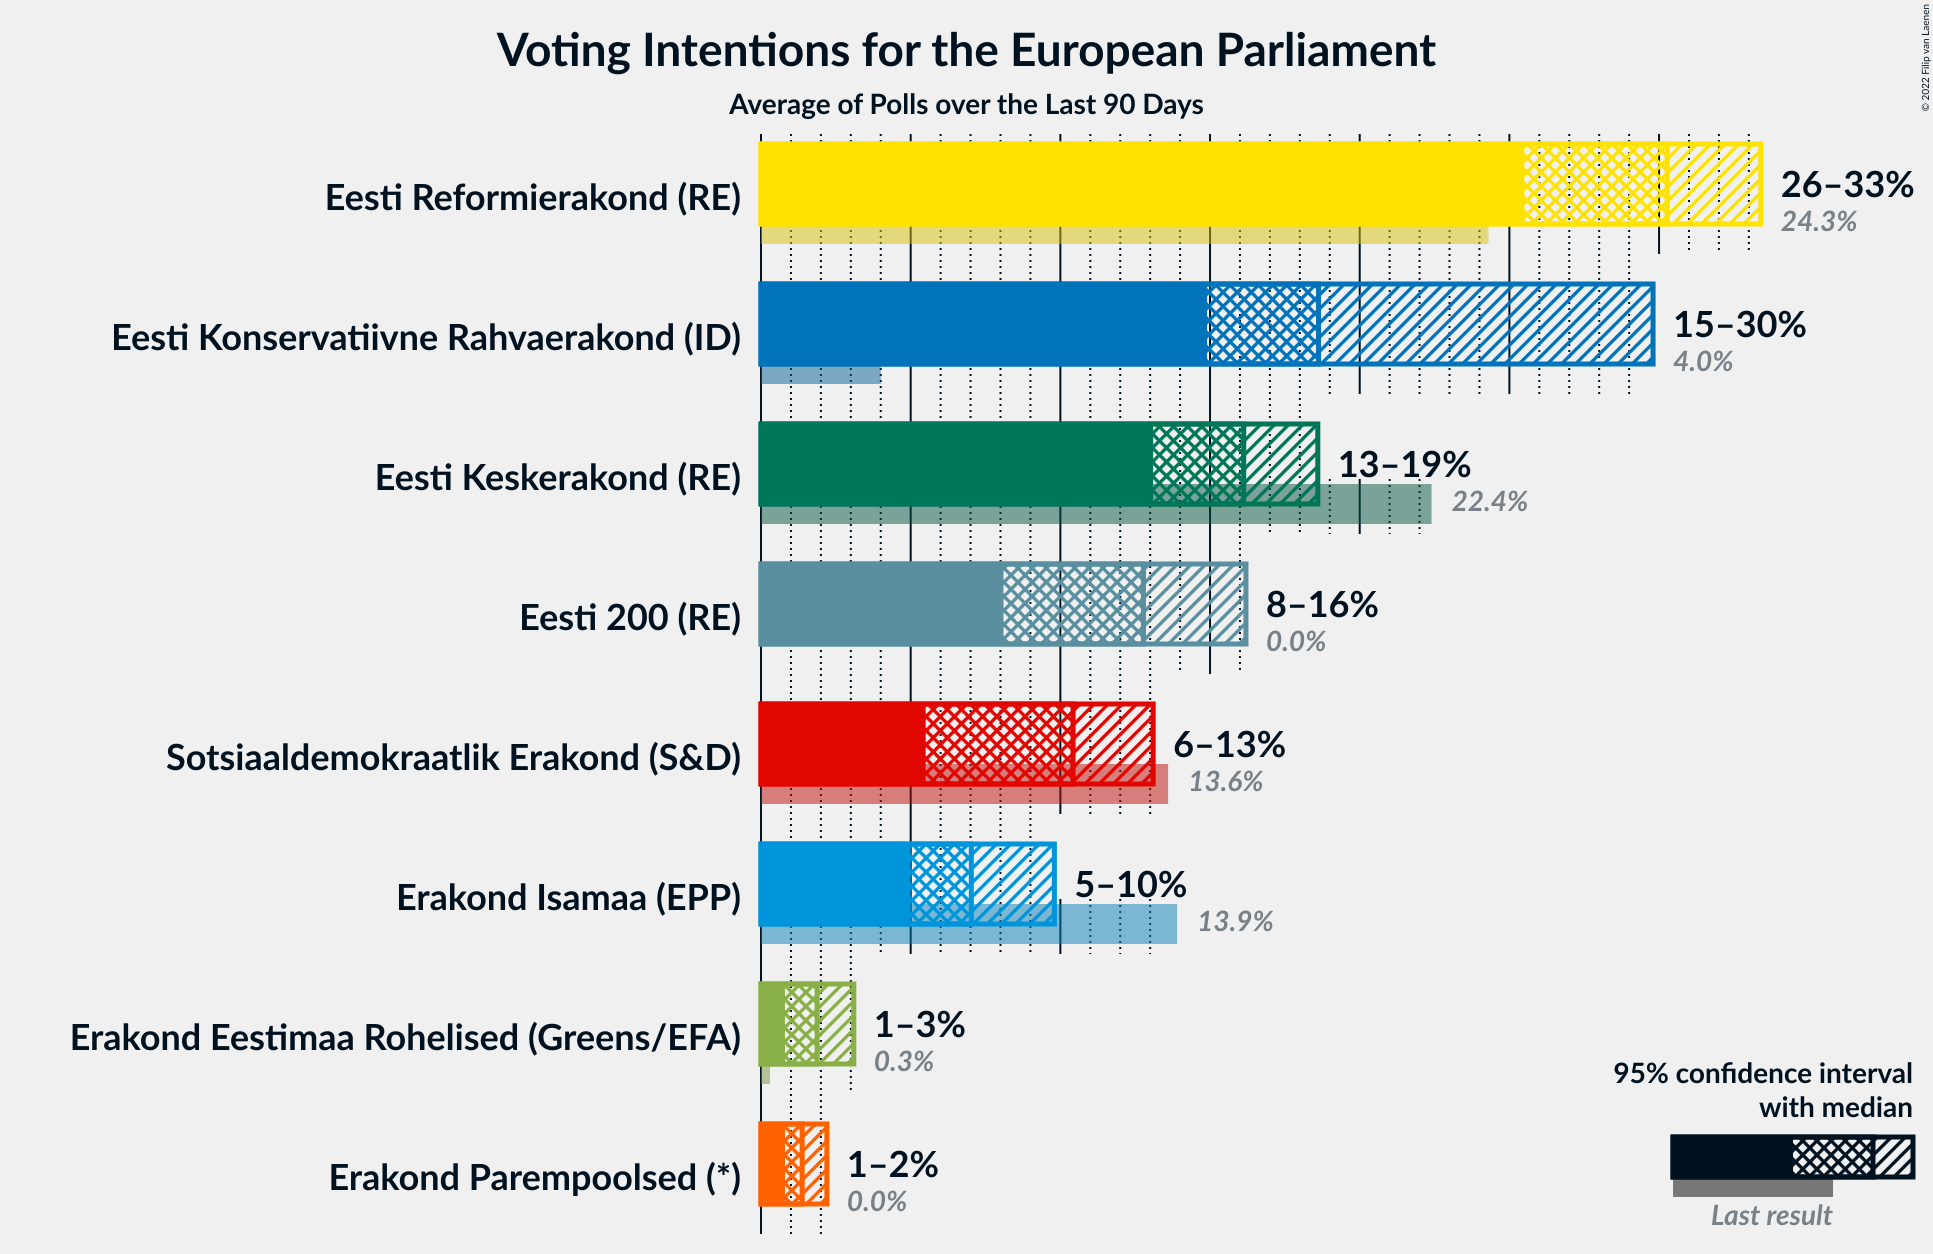 Voting Intentions for the European Parliament
Average of Polls over the Last 90 Days
© 2022 Filip van Laenen
Eesti Reformierakond (RE)
26–33%
24.3%
Eesti Konservatiivne Rahvaerakond (ID)
15–30%
4.0%
Eesti Keskerakond (RE)
13–19%
22.4%
Eesti 200 (RE)
8–16%
0.0%
Sotsiaaldemokraatlik Erakond (S&D)
6–13%
13.6%
Erakond Isamaa (EPP)
5–10%
13.9%
Erakond Eestimaa Rohelised (Greens/EFA)
1–3%
0.3%
Erakond Parempoolsed (*)
1–2%
0.0%
95% confidence interval
with median
Last result